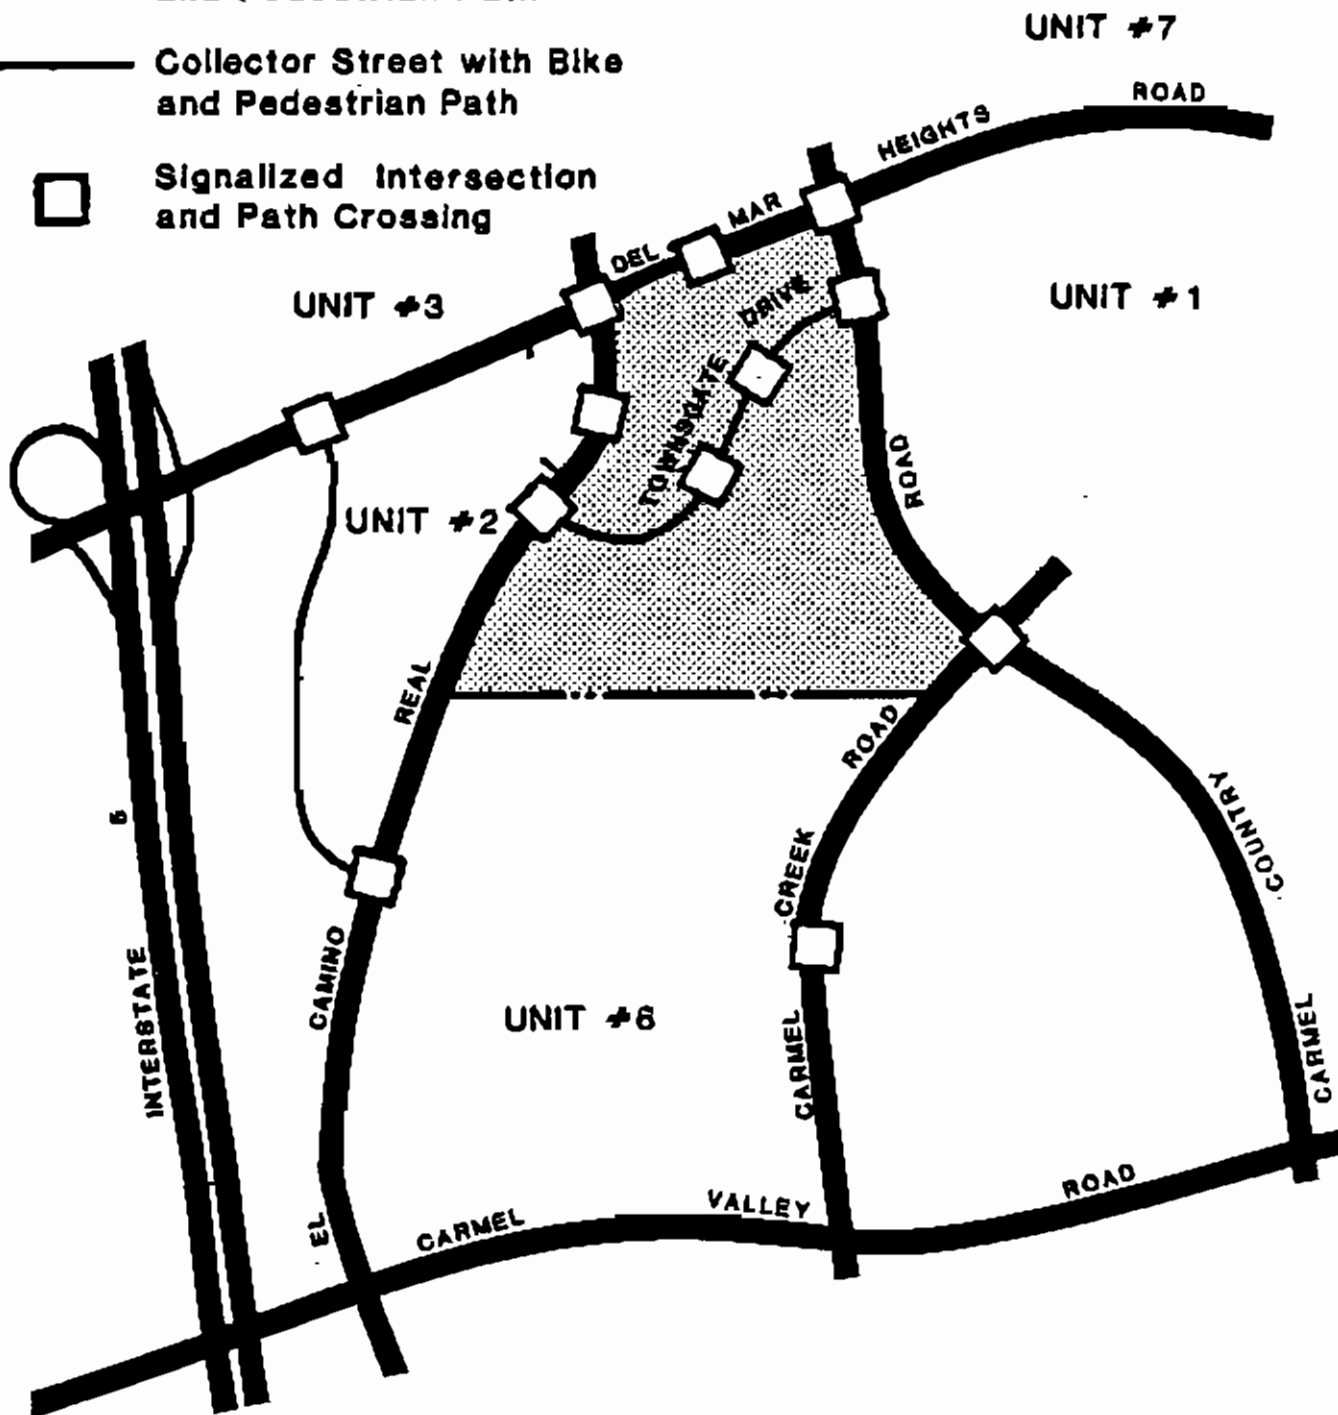 UNIT #7
Collector Street with Bike
and Pedestrian Path
Signalized Intersection
and Path Crossing
DEL MAR HEIGHTS ROAD
UNIT #3
UNIT #1
TOWNSGATE DRIVE
UNIT #2
ROAD
EL CAMINO REAL
CARMEL CREEK ROAD
CARMEL COUNTRY
INTERSTATE 5
UNIT #6
CARMEL VALLEY ROAD